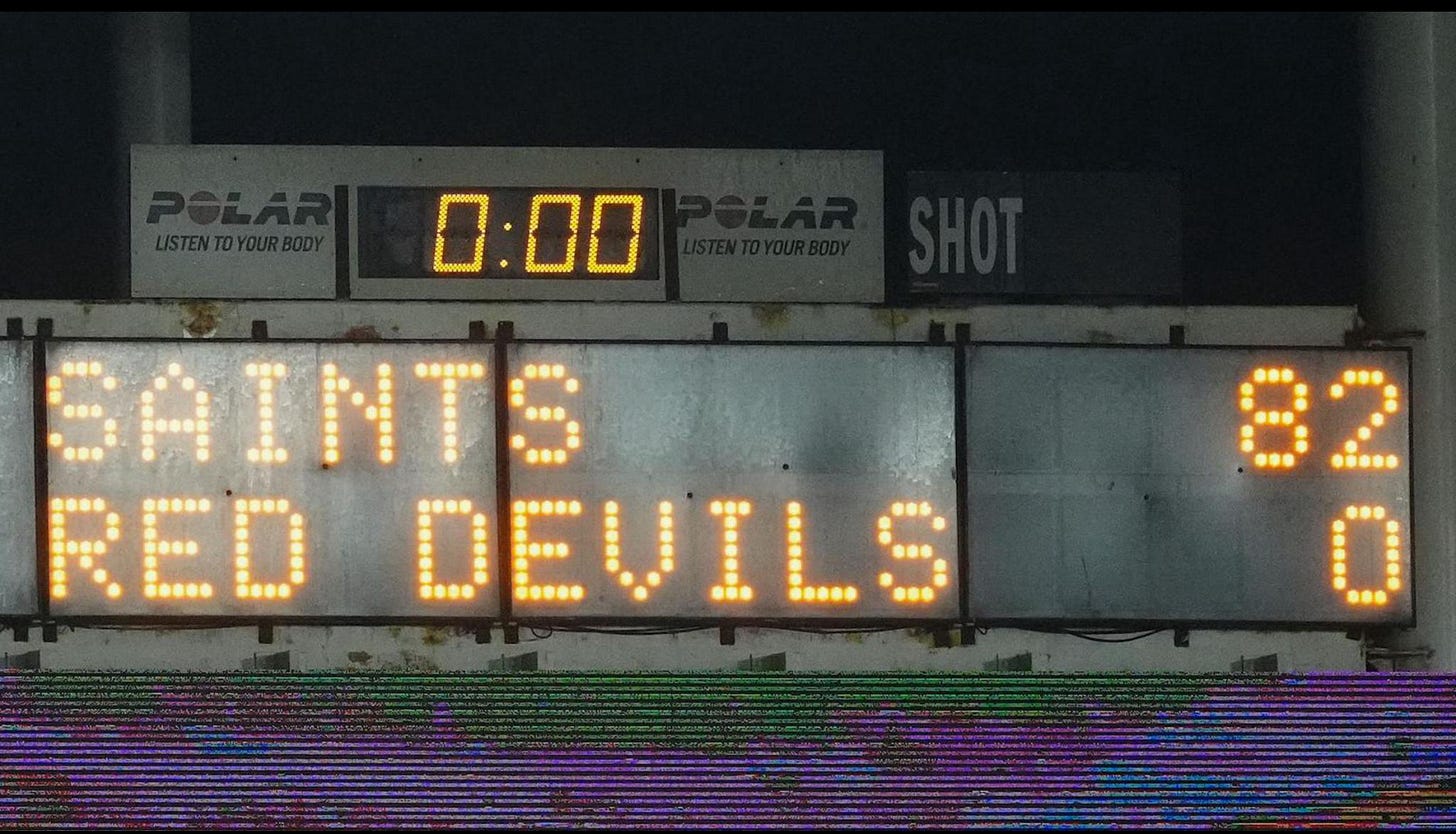 POLAR 0:00 POLAR SHOT
LISTEN TO YOUR BODY LISTEN TO YOUR BODY
SAINTS 82
RED DEVILS 0